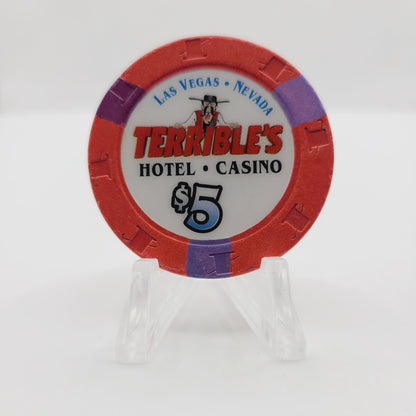 LAS VEGAS • NEVADA
TERRIBLE'S
HOTEL • CASINO
$5